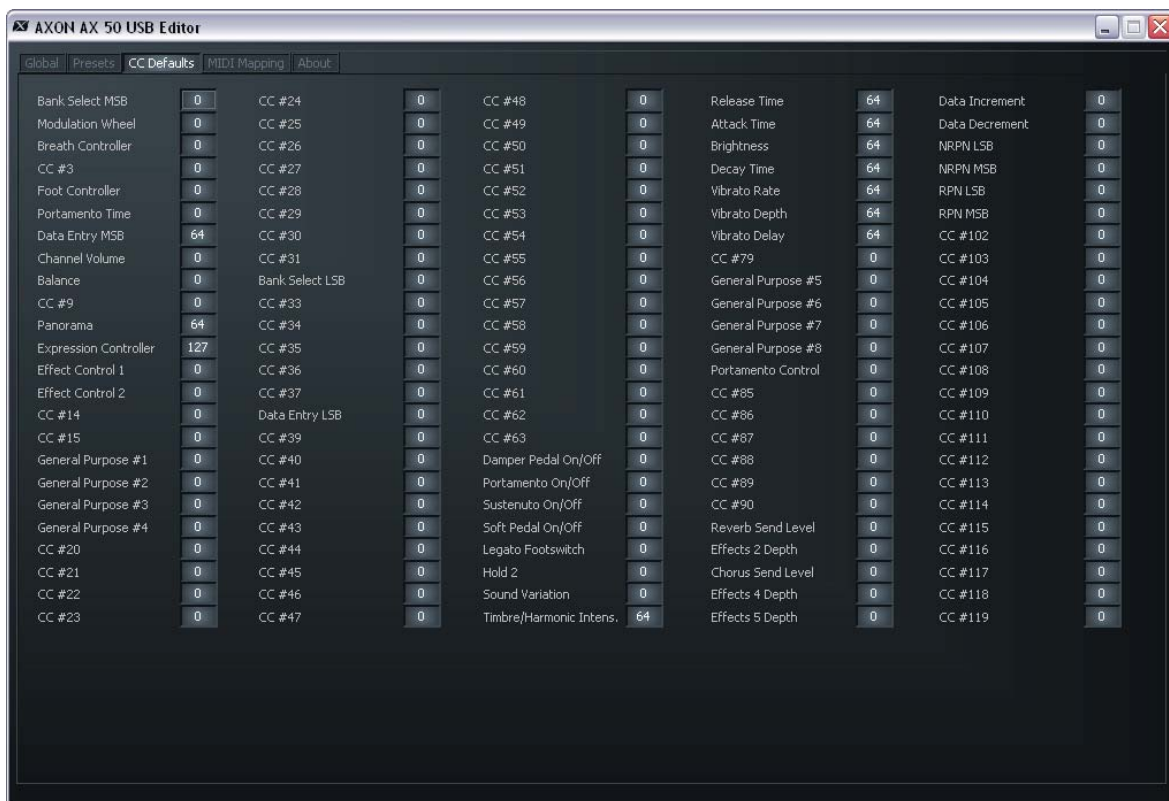 AXON AX 50 USB Editor
Global Presets CC Defaults MIDI Mapping About
Bank Select MSB 0 CC #24 0 CC #48 0 Release Time 64 Data Increment 0
Modulation Wheel 0 CC #25 0 CC #49 0 Attack Time 64 Data Decrement 0
Breath Controller 0 CC #26 0 CC #50 0 Brightness 64 NRPN LSB 0
CC #3 0 CC #27 0 CC #51 0 Decay Time 64 NRPN MSB 0
Foot Controller 0 CC #28 0 CC #52 0 Vibrato Rate 64 RPN LSB 0
Portamento Time 0 CC #29 0 CC #53 0 Vibrato Depth 64 RPN MSB 0
Data Entry MSB 64 CC #30 0 CC #54 0 Vibrato Delay 64 CC #102 0
Channel Volume 0 CC #31 0 CC #55 0 CC #79 0 CC #103 0
Balance 0 Bank Select LSB 0 CC #56 0 General Purpose #5 0 CC #104 0
CC #9 0 CC #33 0 CC #57 0 General Purpose #6 0 CC #105 0
Panorama 64 CC #34 0 CC #58 0 General Purpose #7 0 CC #106 0
Expression Controller 127 CC #35 0 CC #59 0 General Purpose #8 0 CC #107 0
Effect Control 1 0 CC #36 0 CC #60 0 Portamento Control 0 CC #108 0
Effect Control 2 0 CC #37 0 CC #61 0 CC #85 0 CC #109 0
CC #14 0 Data Entry LSB 0 CC #62 0 CC #86 0 CC #110 0
CC #15 0 CC #39 0 CC #63 0 CC #87 0 CC #111 0
General Purpose #1 0 CC #40 0 Damper Pedal On/Off 0 CC #88 0 CC #112 0
General Purpose #2 0 CC #41 0 Portamento On/Off 0 CC #89 0 CC #113 0
General Purpose #3 0 CC #42 0 Sustenuto On/Off 0 CC #90 0 CC #114 0
General Purpose #4 0 CC #43 0 Soft Pedal On/Off 0 Reverb Send Level 0 CC #115 0
CC #20 0 CC #44 0 Legato Footswitch 0 Effects 2 Depth 0 CC #116 0
CC #21 0 CC #45 0 Hold 2 0 Chorus Send Level 0 CC #117 0
CC #22 0 CC #46 0 Sound Variation 0 Effects 4 Depth 0 CC #118 0
CC #23 0 CC #47 0 Timbre/Harmonic Intens. 64 Effects 5 Depth 0 CC #119 0